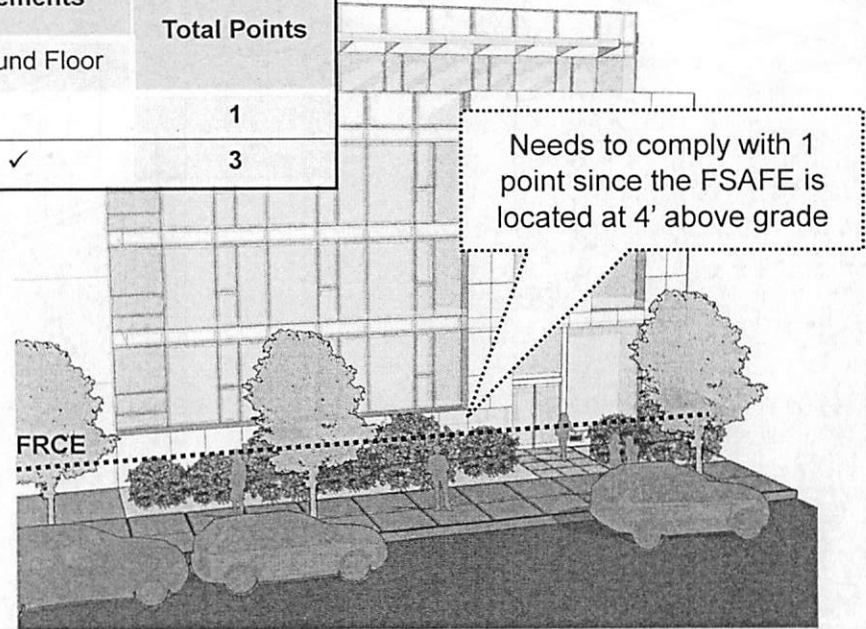 Total Points
und Floor
1
✓ 3
Needs to comply with 1
point since the FSAFE is
located at 4' above grade
FRCE